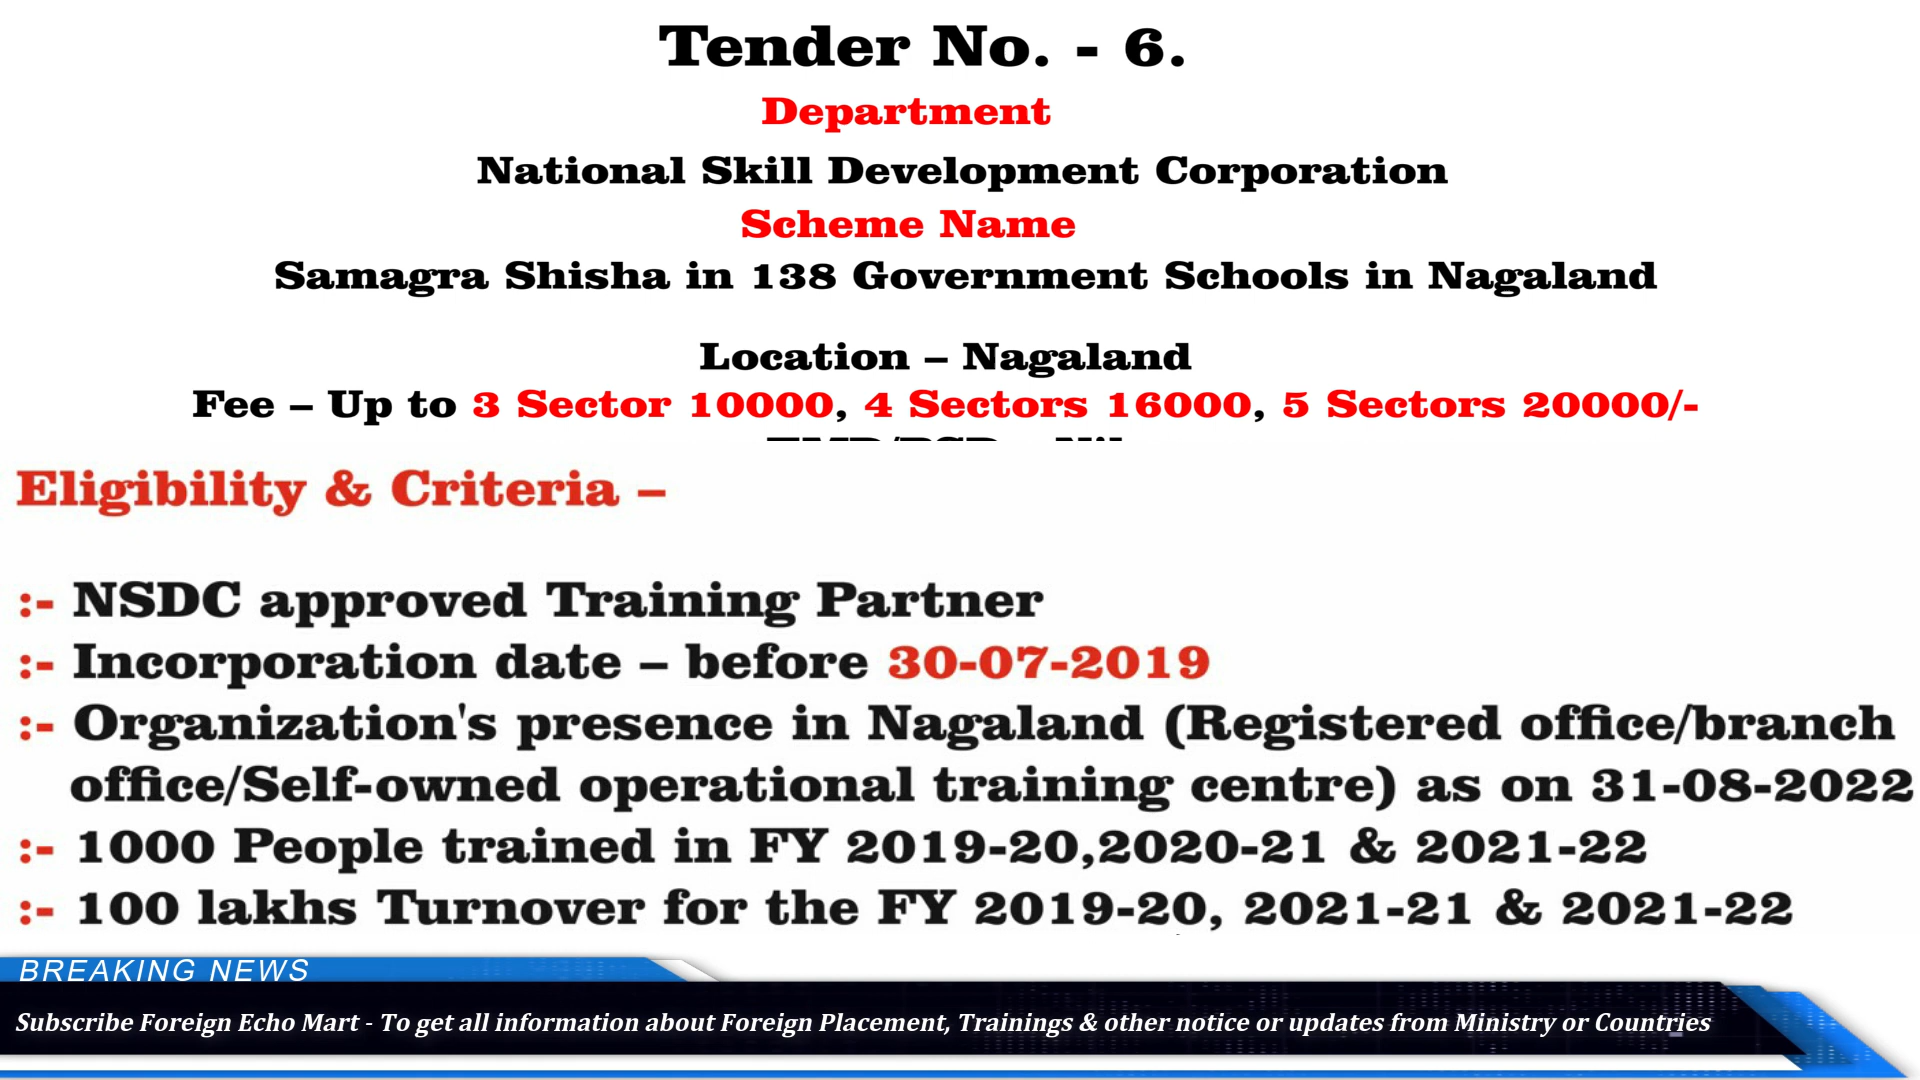 Tender No. - 6.
Department
National Skill Development Corporation
Scheme Name
Samagra Shisha in 138 Government Schools in Nagaland
Location – Nagaland
Fee – Up to 3 Sector 10000, 4 Sectors 16000, 5 Sectors 20000/-
Eligibility & Criteria –
:- NSDC approved Training Partner
:- Incorporation date – before 30-07-2019
:- Organization's presence in Nagaland (Registered office/branch
office/Self-owned operational training centre) as on 31-08-2022
:- 1000 People trained in FY 2019-20,2020-21 & 2021-22
:- 100 lakhs Turnover for the FY 2019-20, 2021-21 & 2021-22
BREAKING NEWS
Subscribe Foreign Echo Mart - To get all information about Foreign Placement, Trainings & other notice or updates from Ministry or Countries